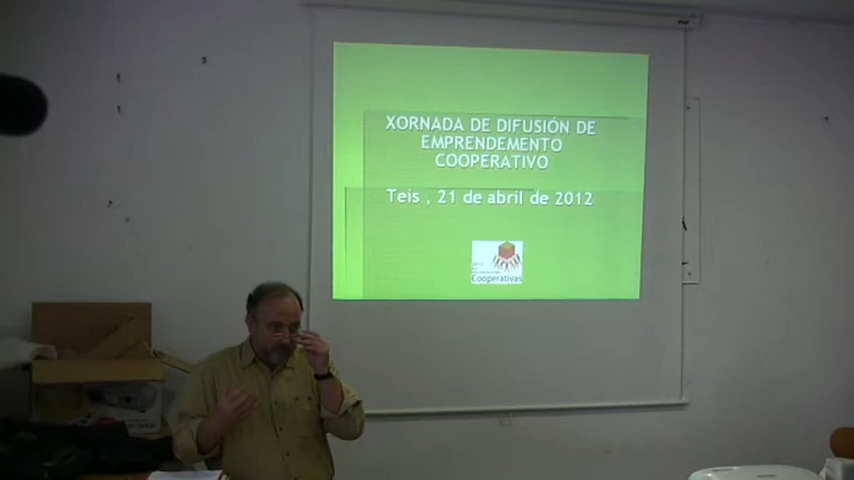 XORNADA DE DIFUSIÓN DE
EMPRENDEMENTO
COOPERATIVO
Teis , 21 de abril de 2012
Cooperativas